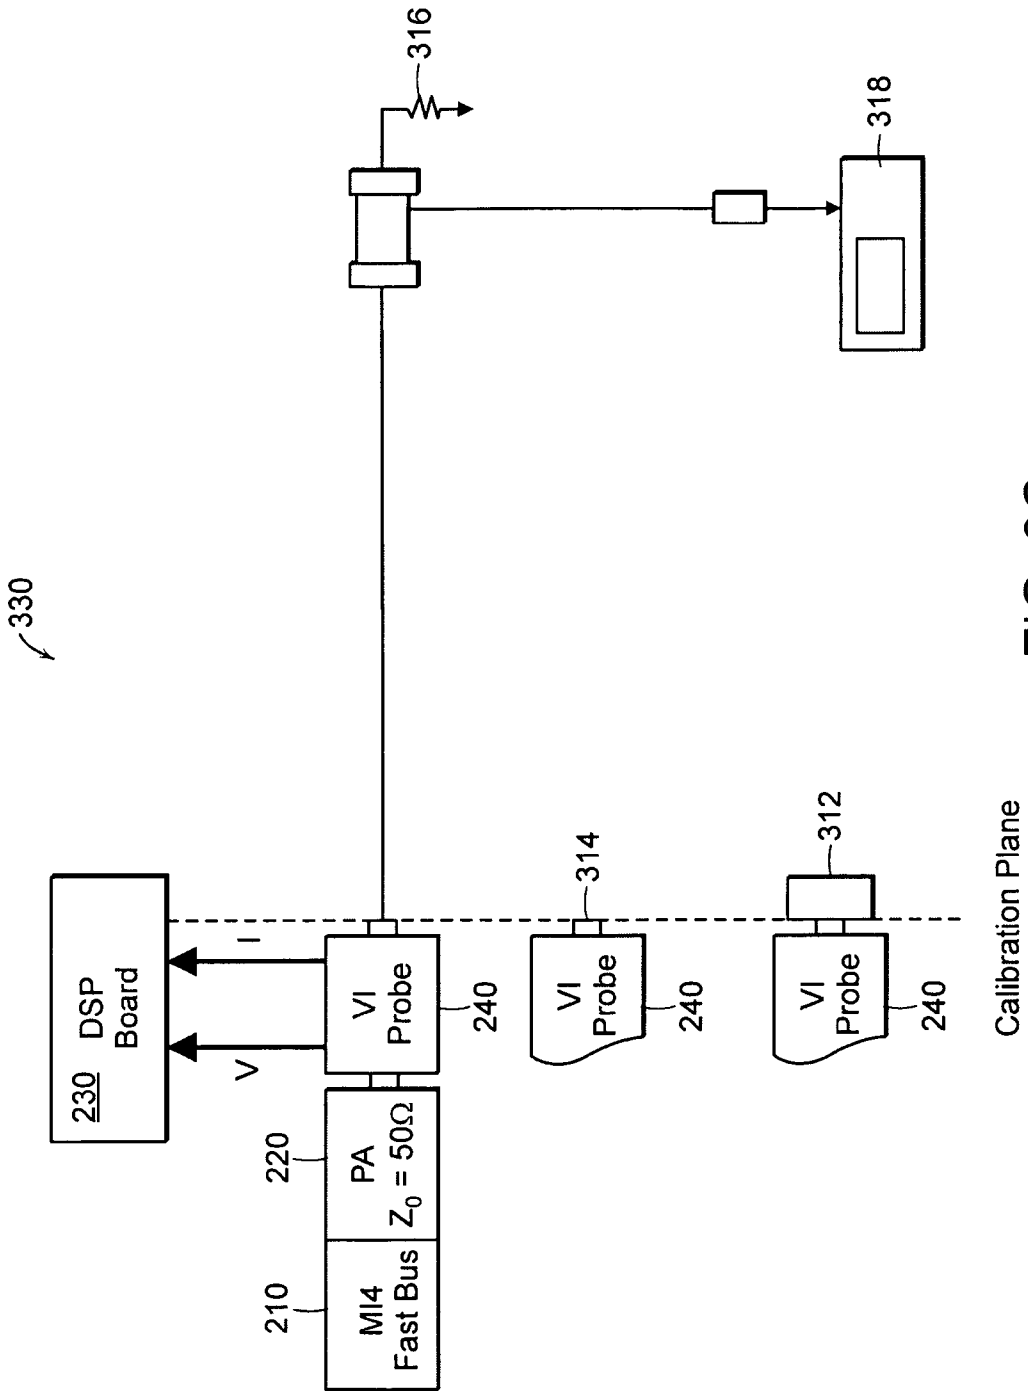 330
230 DSP
Board
V
I
210
220
MI4
Fast Bus
PA
Z₀ = 50Ω
VI
Probe
240
316
314
VI
Probe
240
312
VI
Probe
240
318
Calibration Plane